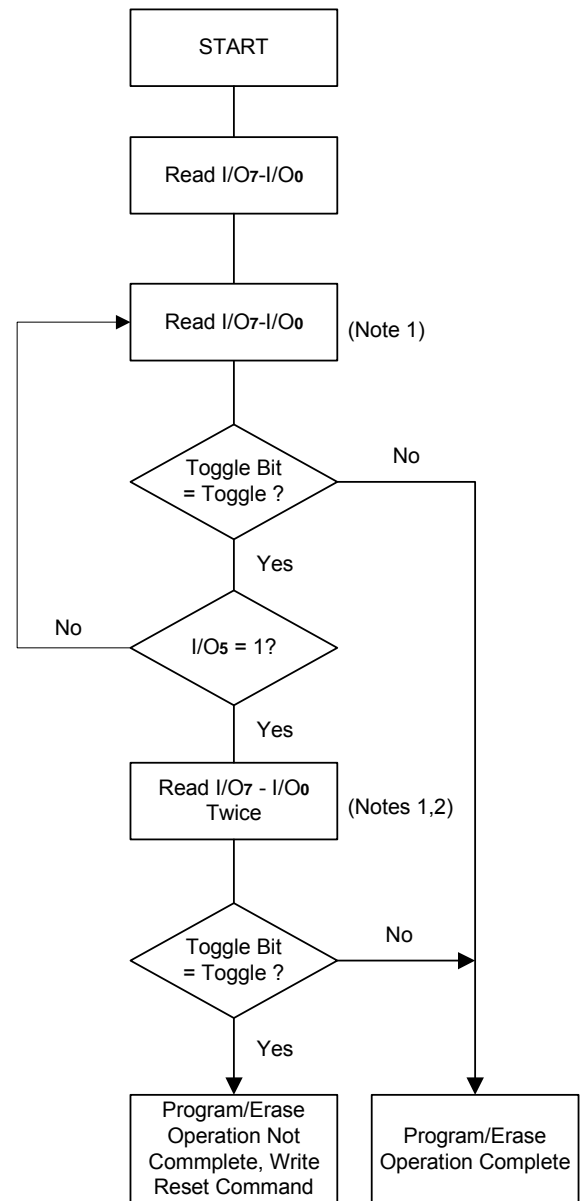 START
Read I/O7-I/O0
Read I/O7-I/O0
(Note 1)
Toggle Bit
= Toggle ?
No
Yes
No
I/O5 = 1?
Yes
Read I/O7 - I/O0
Twice
(Notes 1,2)
Toggle Bit
= Toggle ?
No
Yes
Program/Erase
Operation Not
Commplete, Write
Reset Command
Program/Erase
Operation Complete